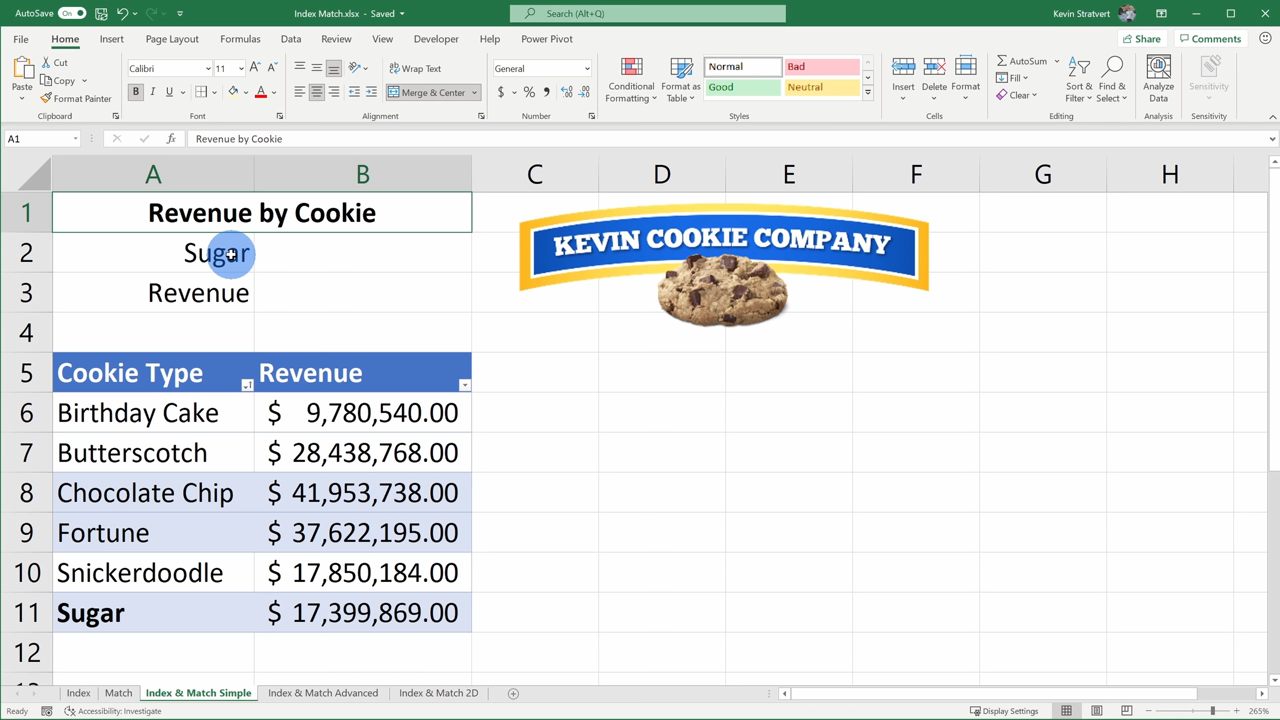 AutoSave On
Index Match.xlsx - Saved
Search (Alt+Q)
Kevin Stratvert
File Home Insert Page Layout Formulas Data Review View Developer Help Power Pivot
Share Comments
Paste
Cut
Copy
Format Painter
Clipboard
Calibri 11
B I U
Font
Wrap Text
Merge & Center
Alignment
General
$ % ,
Number
Conditional Formatting
Format as Table
Normal Bad
Good Neutral
Styles
Insert Delete Format
Cells
AutoSum
Fill
Clear
Sort & Filter
Find & Select
Editing
Analyze Data
Analysis
Sensitivity
Sensitivity
A1 fx Revenue by Cookie
A B C D E F G H
1 Revenue by Cookie
KEVIN COOKIE COMPANY
2 Sugar
3 Revenue
4
5 Cookie Type Revenue
6 Birthday Cake $ 9,780,540.00
7 Butterscotch $ 28,438,768.00
8 Chocolate Chip $ 41,953,738.00
9 Fortune $ 37,622,195.00
10 Snickerdoodle $ 17,850,184.00
11 Sugar $ 17,399,869.00
12
Index Match Index & Match Simple Index & Match Advanced Index & Match 2D
Ready Accessibility: Investigate
Display Settings 265%